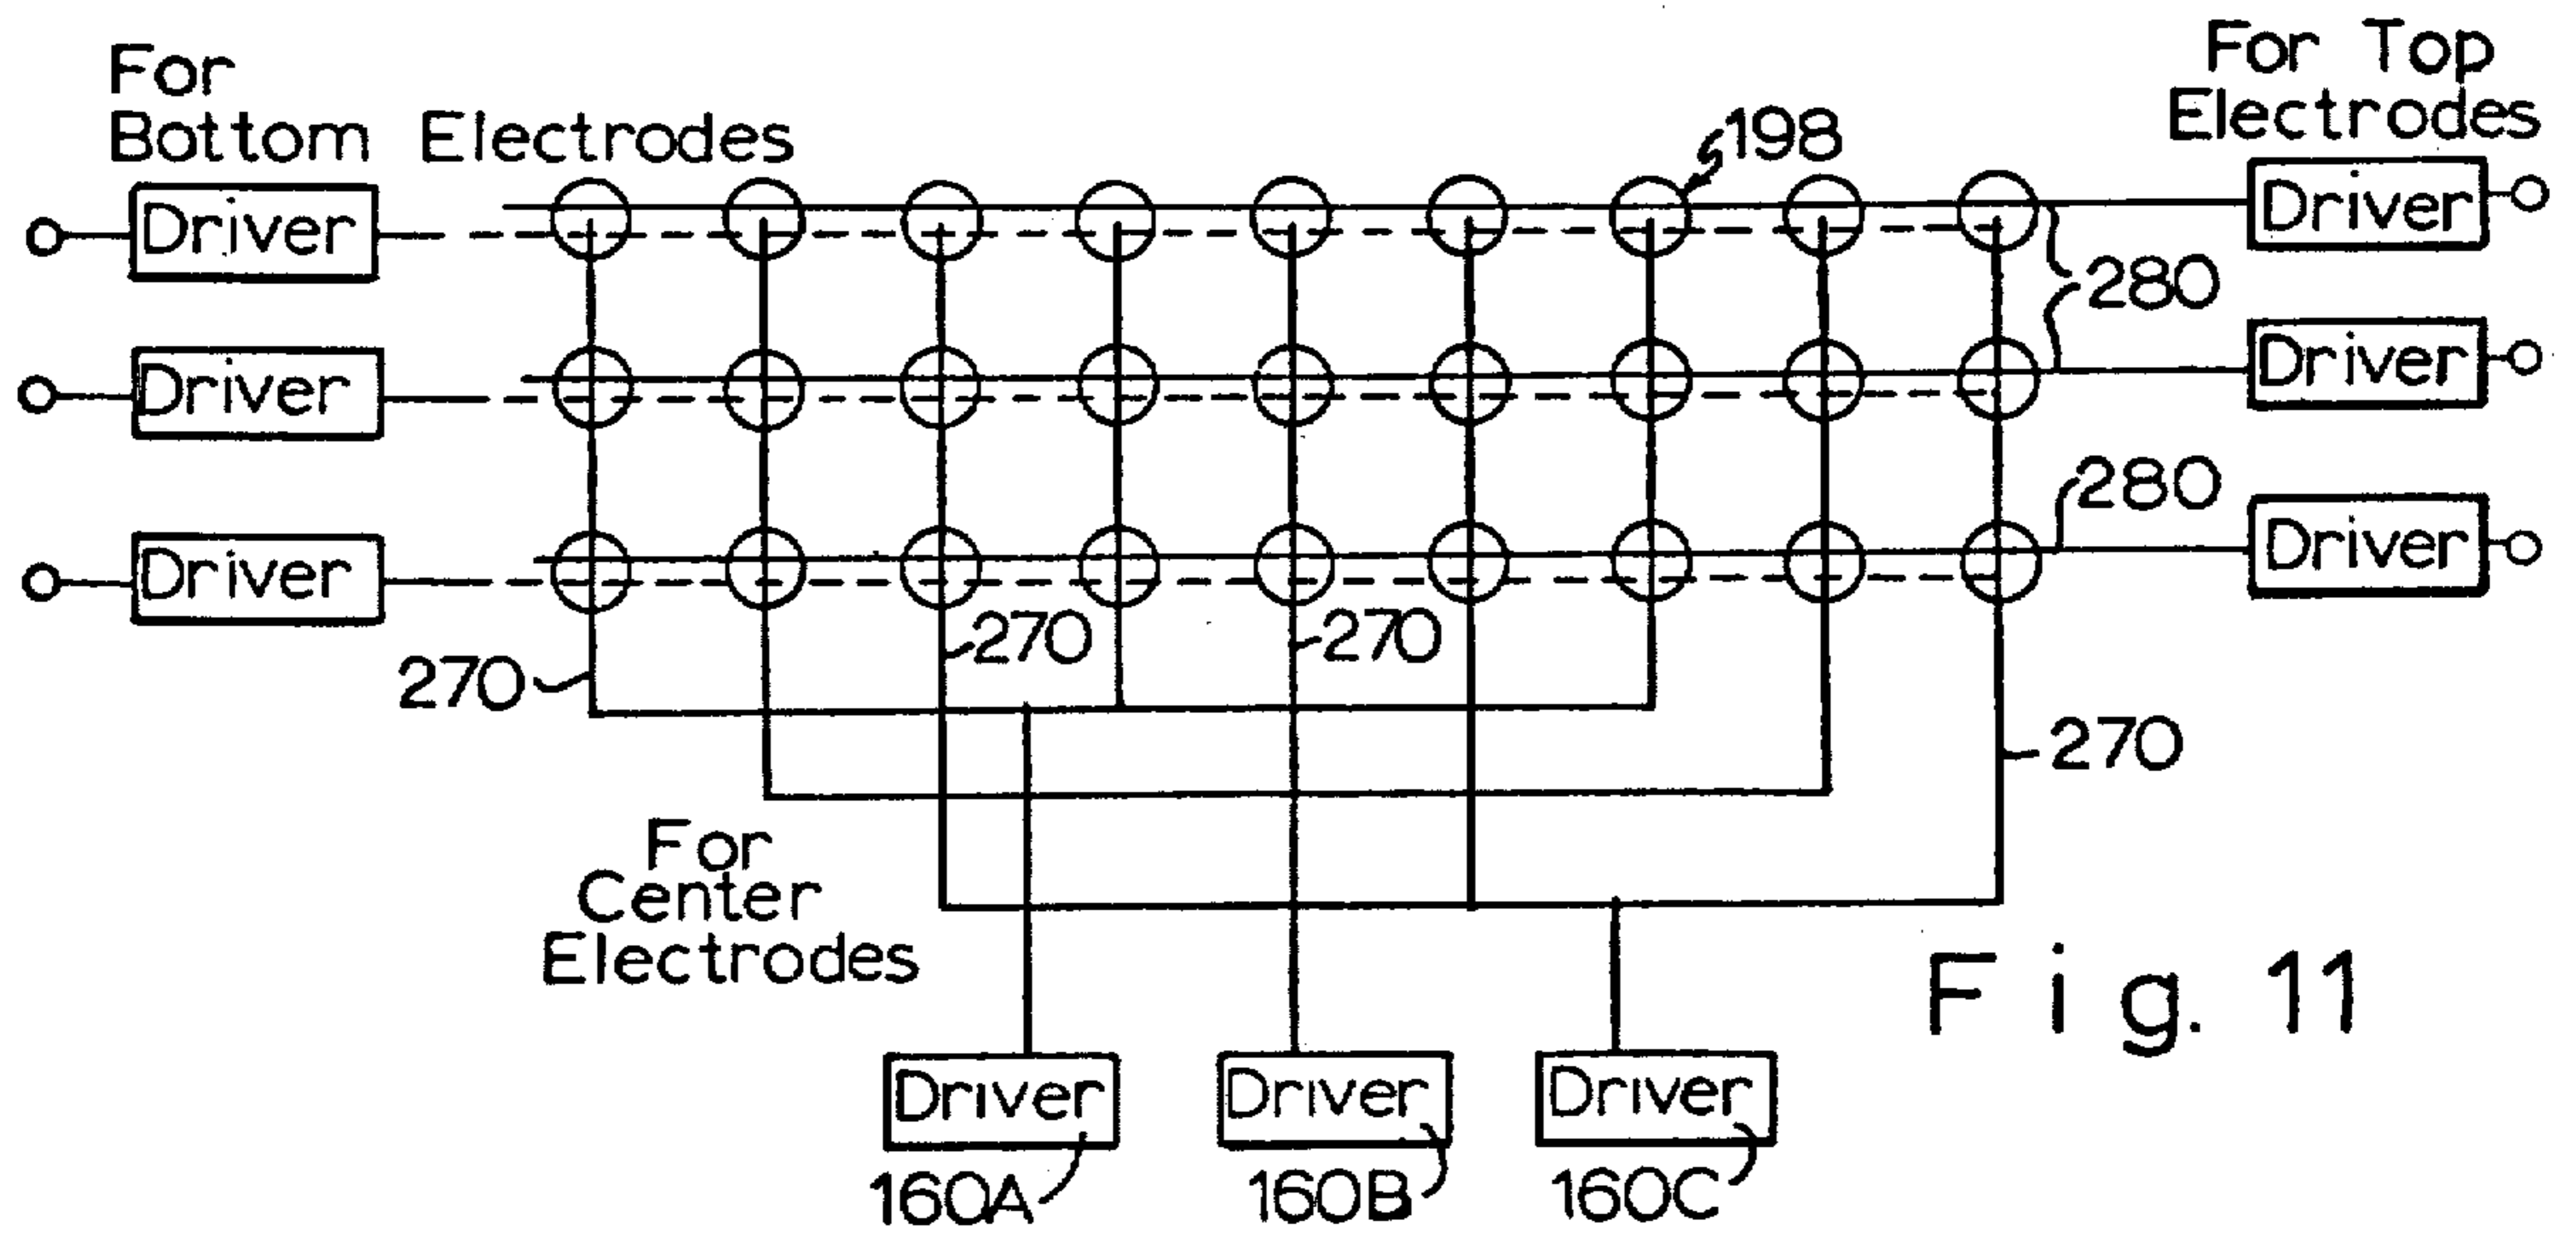 For
Bottom Electrodes
For Top
Electrodes
198
Driver
Driver
280
Driver
Driver
280
Driver
Driver
270
270
270
270
For
Center
Electrodes
Fig. 11
Driver
Driver
Driver
160A
160B
160C